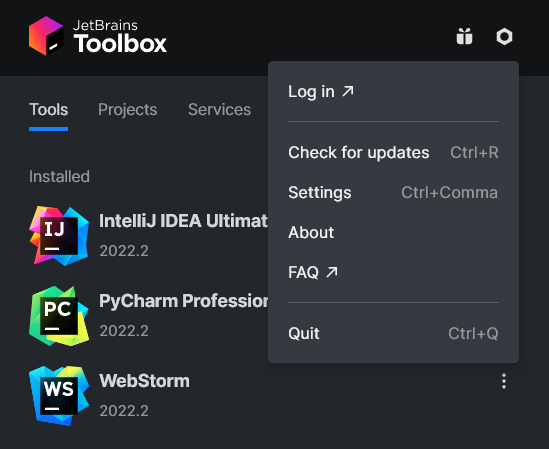 JetBrains
Toolbox
Log in
Tools Projects Services
Check for updates Ctrl+R
Installed
Settings Ctrl+Comma
IJ IntelliJ IDEA Ultimat
About
2022.2
FAQ
PC PyCharm Profession
2022.2
Quit Ctrl+Q
WS WebStorm
2022.2